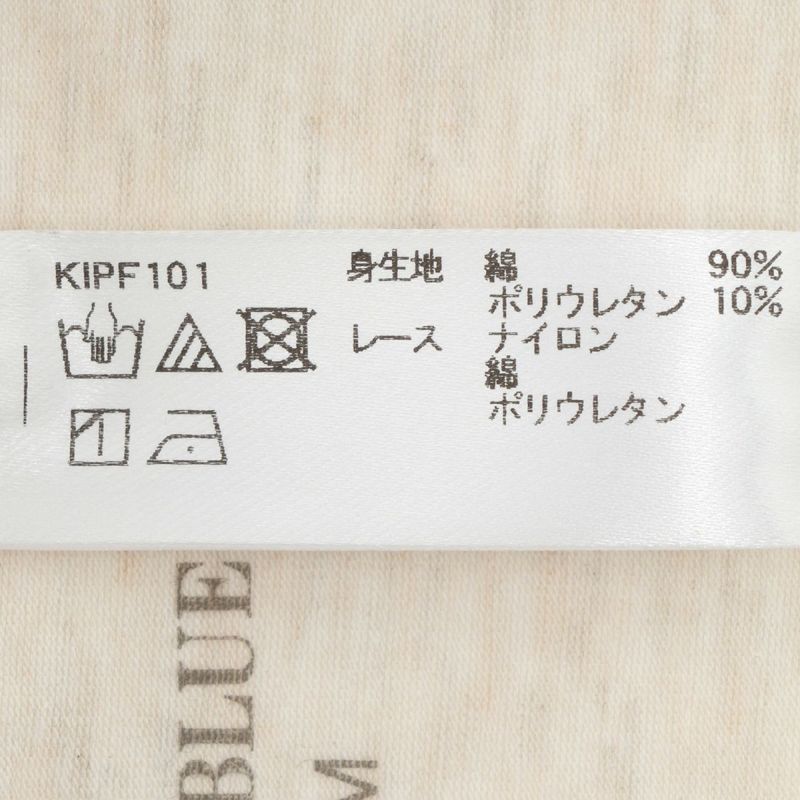 KIPF101
身生地 綿 90%
ポリウレタン 10%
レース ナイロン
綿
ポリウレタン
BLUE
M